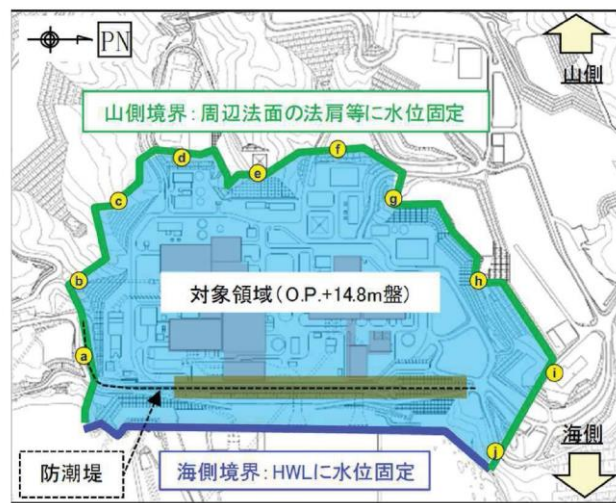 PN
山側
山側境界:周辺法面の法肩等に水位固定
f
d
e
c
g
b
h
対象領域(O.P.+14.8m盤)
a
i
海側
j
防潮堤
海側境界:HWLに水位固定